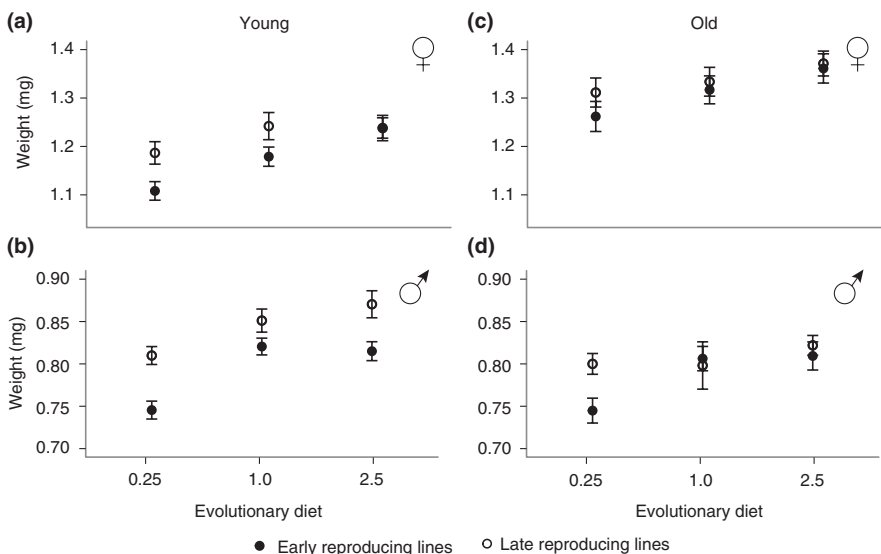 (a)
Young
Weight (mg)
1.4
1.3
1.2
1.1
(c)
Old
1.4
1.3
1.2
1.1
(b)
Weight (mg)
0.90
0.85
0.80
0.75
0.70
0.25
1.0
2.5
Evolutionary diet
(d)
0.90
0.85
0.80
0.75
0.70
0.25
1.0
2.5
Evolutionary diet
Early reproducing lines
Late reproducing lines